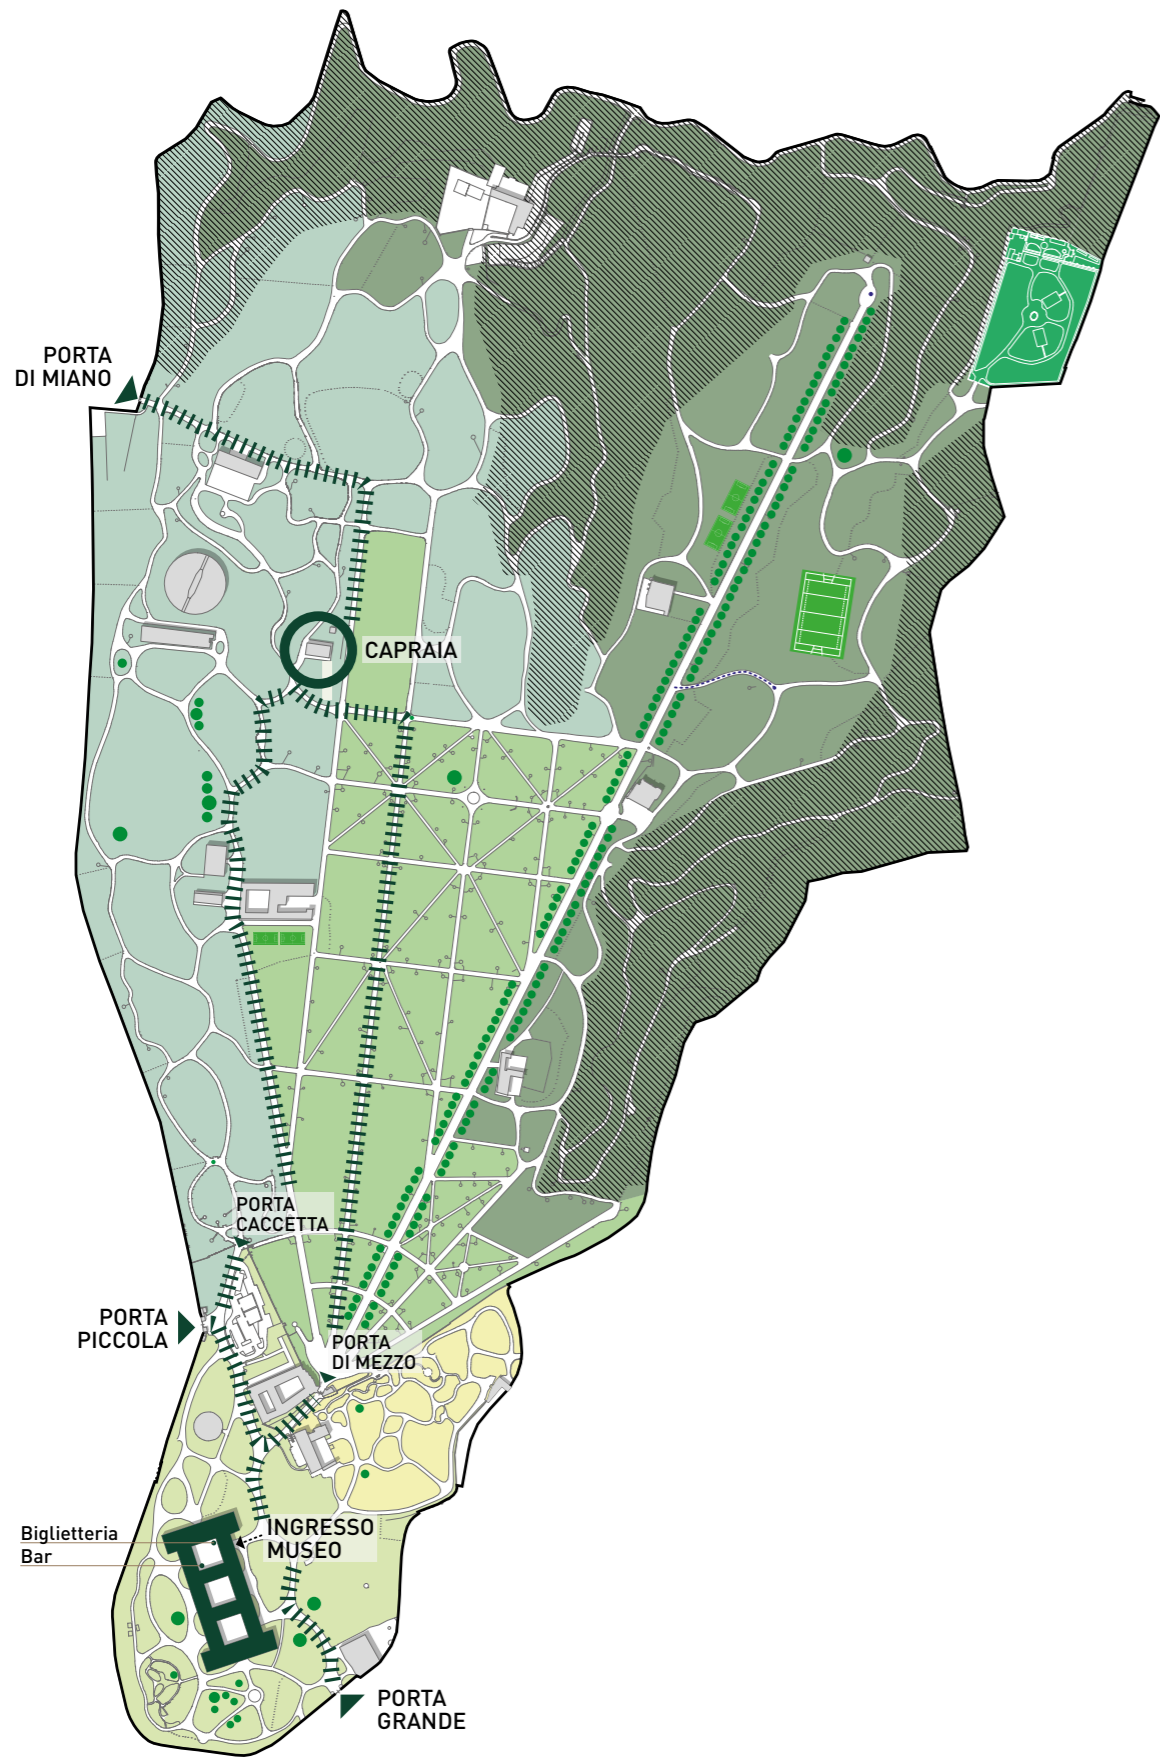 PORTA
DI MIANO
CAPRAIA
PORTA
CACCETTA
PORTA
PICCOLA
PORTA
DI MEZZO
INGRESSO
MUSEO
Biglietteria
Bar
PORTA
GRANDE